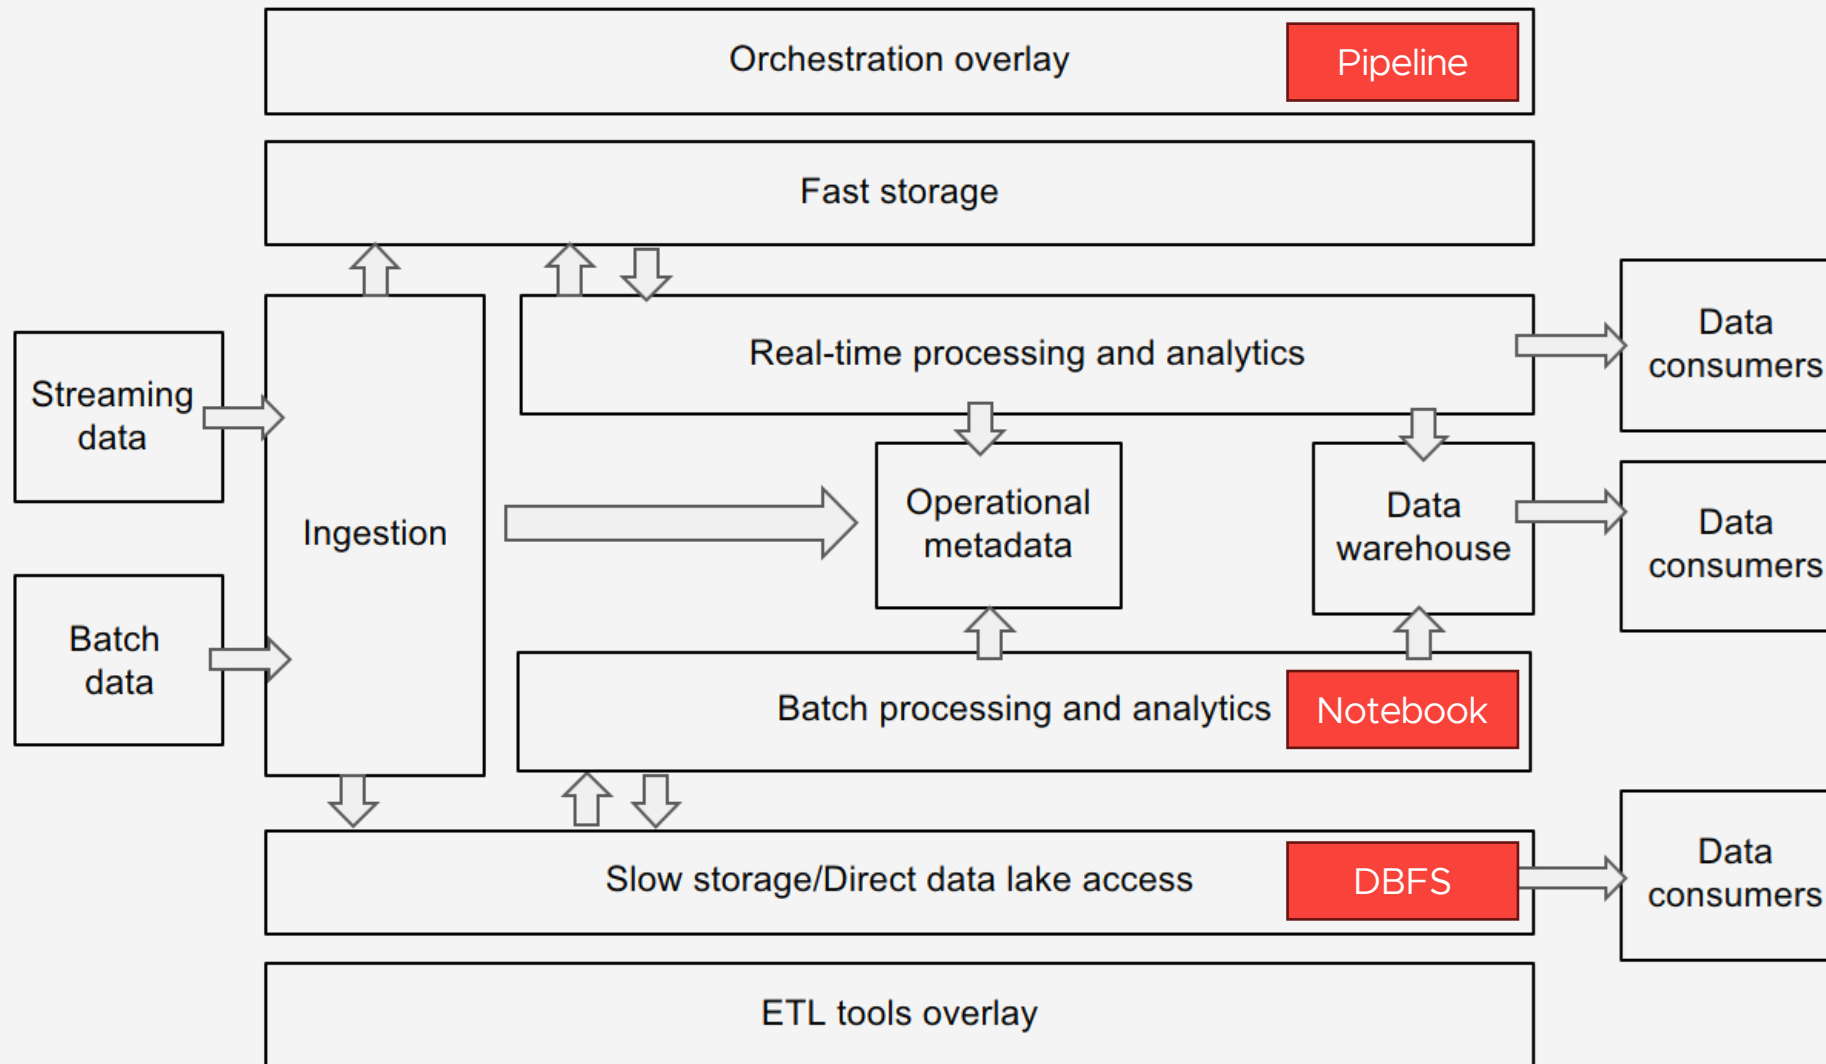 Orchestration overlay
Pipeline
Fast storage
Streaming
data
Batch
data
Ingestion
Real-time processing and analytics
Operational
metadata
Data
warehouse
Batch processing and analytics
Notebook
Slow storage/Direct data lake access
DBFS
ETL tools overlay
Data
consumers
Data
consumers
Data
consumers